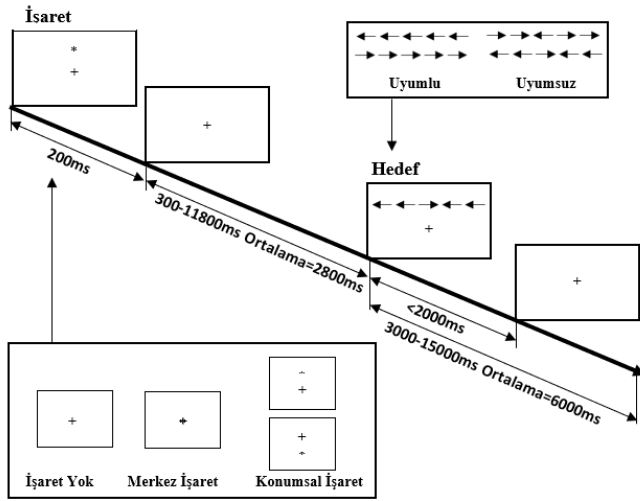 İşaret
*
+
+
← ← ← ← ← → → ← → →
→ → → → → ← ← → ← ←
Uyumlu Uyumsuz
200ms
Hedef
← ← → ← ←
+
300-11800ms Ortalama=2800ms
+
<2000ms
3000-15000ms Ortalama=6000ms
+
+
+
+
İşaret Yok Merkez İşaret Konumsal İşaret